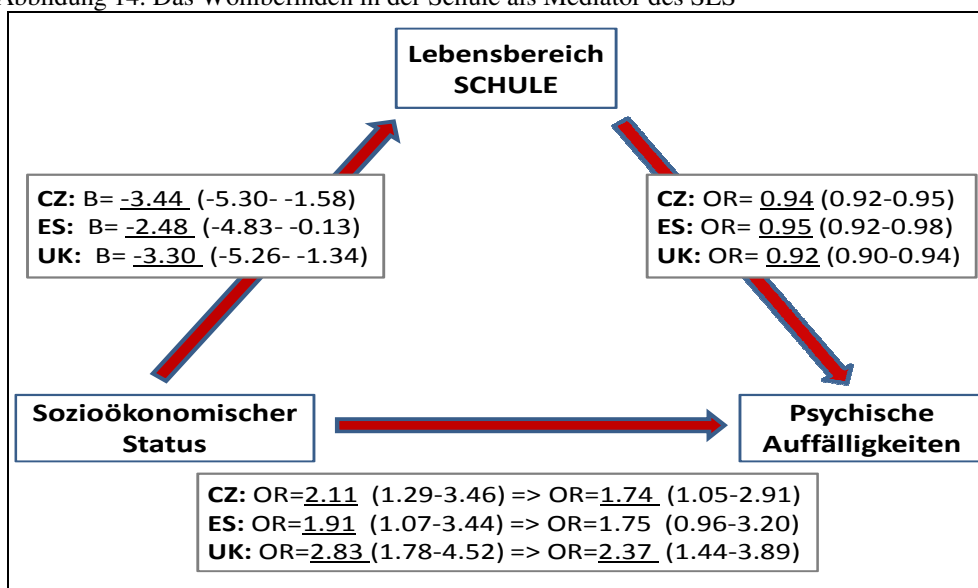 Abbildung 14: Das Wohlbefinden in der Schule als Mediator des SES
Lebensbereich
SCHULE
CZ: B= -3.44 (-5.30- -1.58)
ES: B= -2.48 (-4.83- -0.13)
UK: B= -3.30 (-5.26- -1.34)
CZ: OR= 0.94 (0.92-0.95)
ES: OR= 0.95 (0.92-0.98)
UK: OR= 0.92 (0.90-0.94)
Sozioökonomischer
Status
Psychische
Auffälligkeiten
CZ: OR=2.11 (1.29-3.46) => OR=1.74 (1.05-2.91)
ES: OR=1.91 (1.07-3.44) => OR=1.75 (0.96-3.20)
UK: OR=2.83 (1.78-4.52) => OR=2.37 (1.44-3.89)